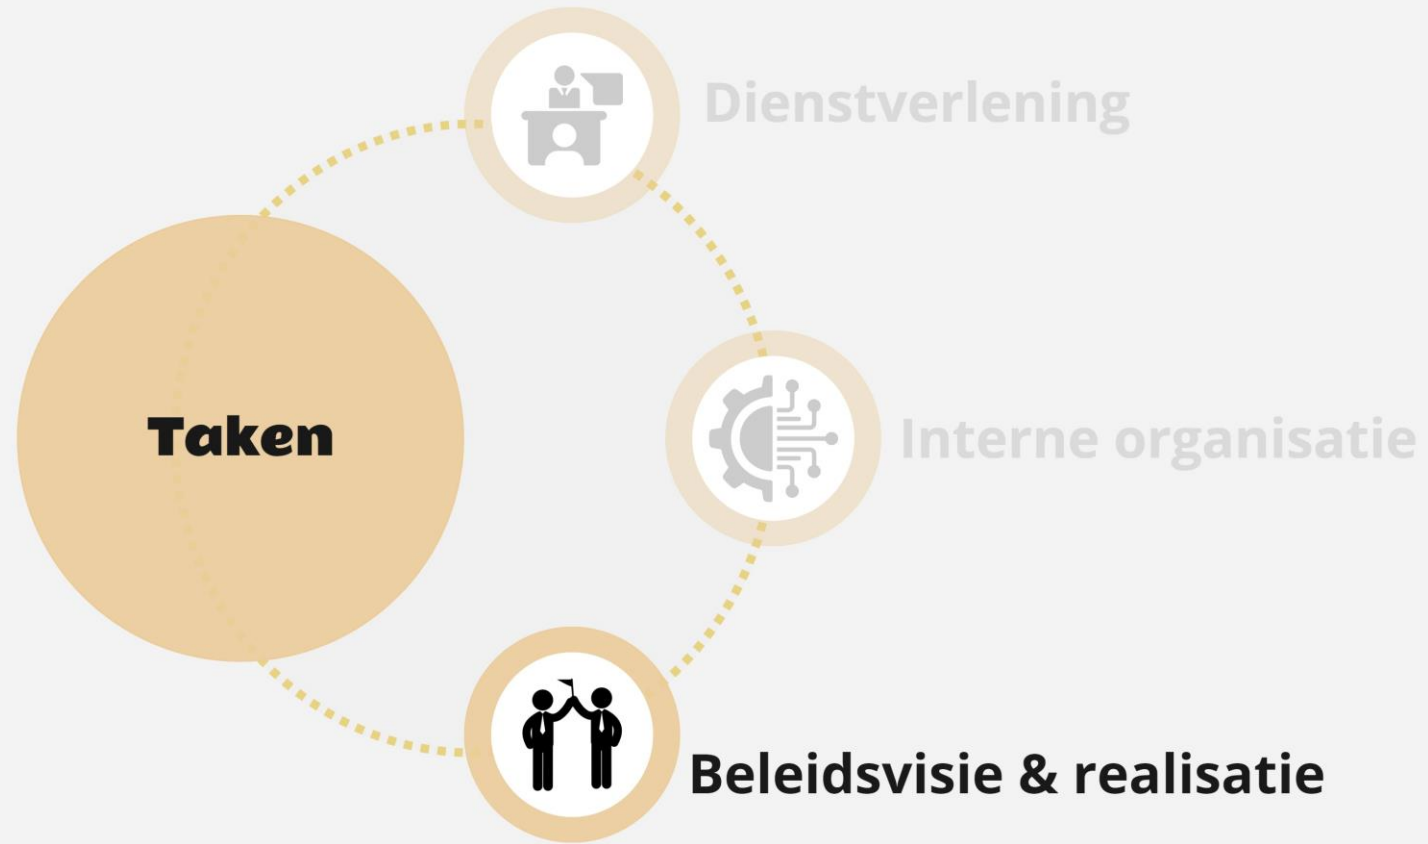 Dienstverlening
Taken
Interne organisatie
Beleidsvisie & realisatie